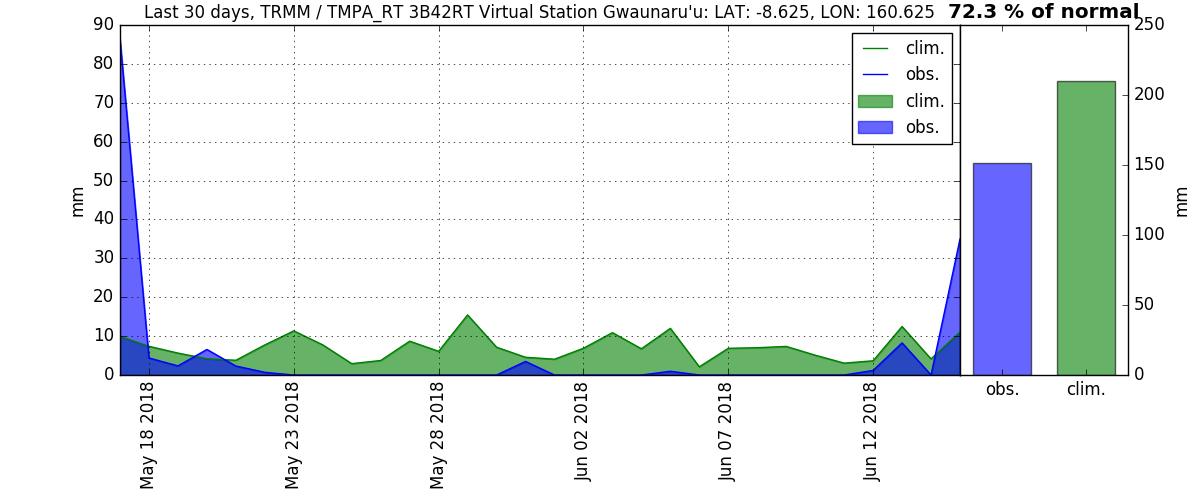 Last 30 days, TRMM / TMPA_RT 3B42RT Virtual Station Gwaunaru'u: LAT: -8.625, LON: 160.625 72.3 % of normal
90
80
70
60
50
40
30
20
10
0
mm
clim.
obs.
clim.
obs.
May 18 2018
May 23 2018
May 28 2018
Jun 02 2018
Jun 07 2018
Jun 12 2018
250
200
150
100
50
0
mm
obs.
clim.